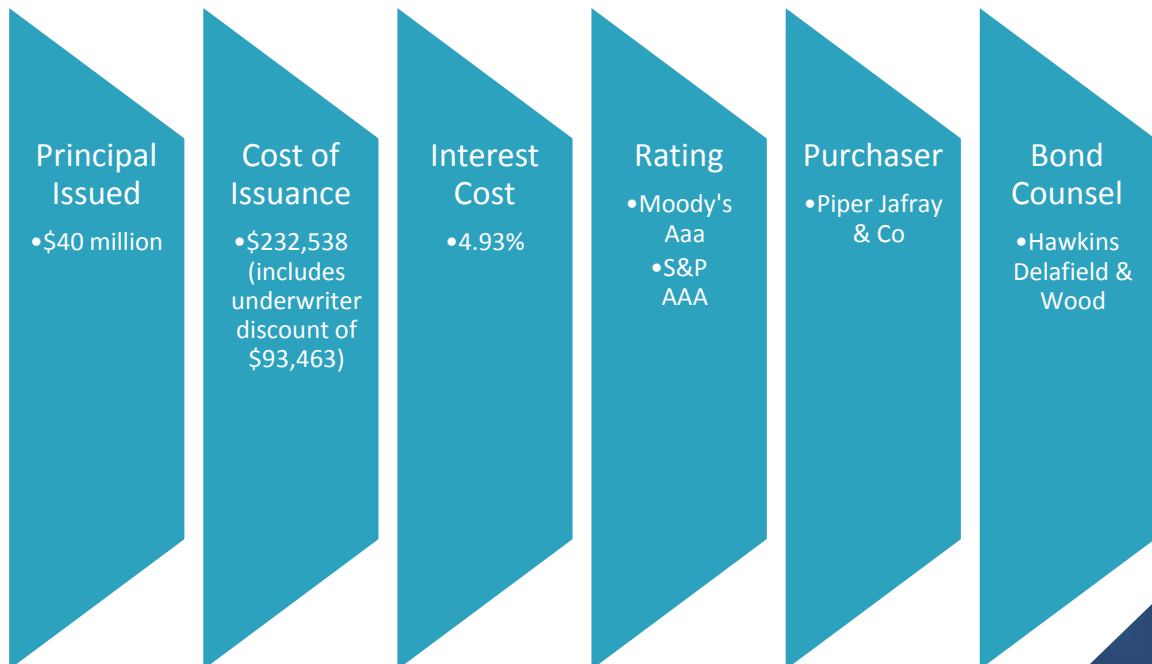 Principal
Issued
•$40 million
Cost of
Issuance
•$232,538
(includes
underwriter
discount of
$93,463)
Interest
Cost
•4.93%
Rating
•Moody's
Aaa
•S&P
AAA
Purchaser
•Piper Jafray
& Co
Bond
Counsel
•Hawkins
Delafield &
Wood